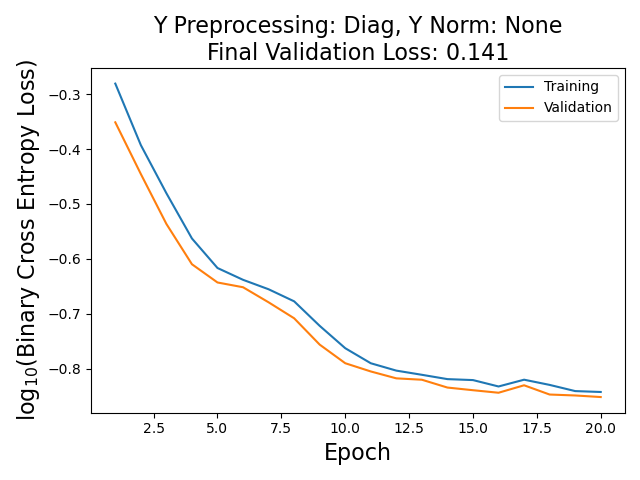 Y Preprocessing: Diag, Y Norm: None
Final Validation Loss: 0.141
Training
Validation
−0.3
−0.4
−0.5
−0.6
−0.7
−0.8
log₁₀(Binary Cross Entropy Loss)
2.5 5.0 7.5 10.0 12.5 15.0 17.5 20.0
Epoch